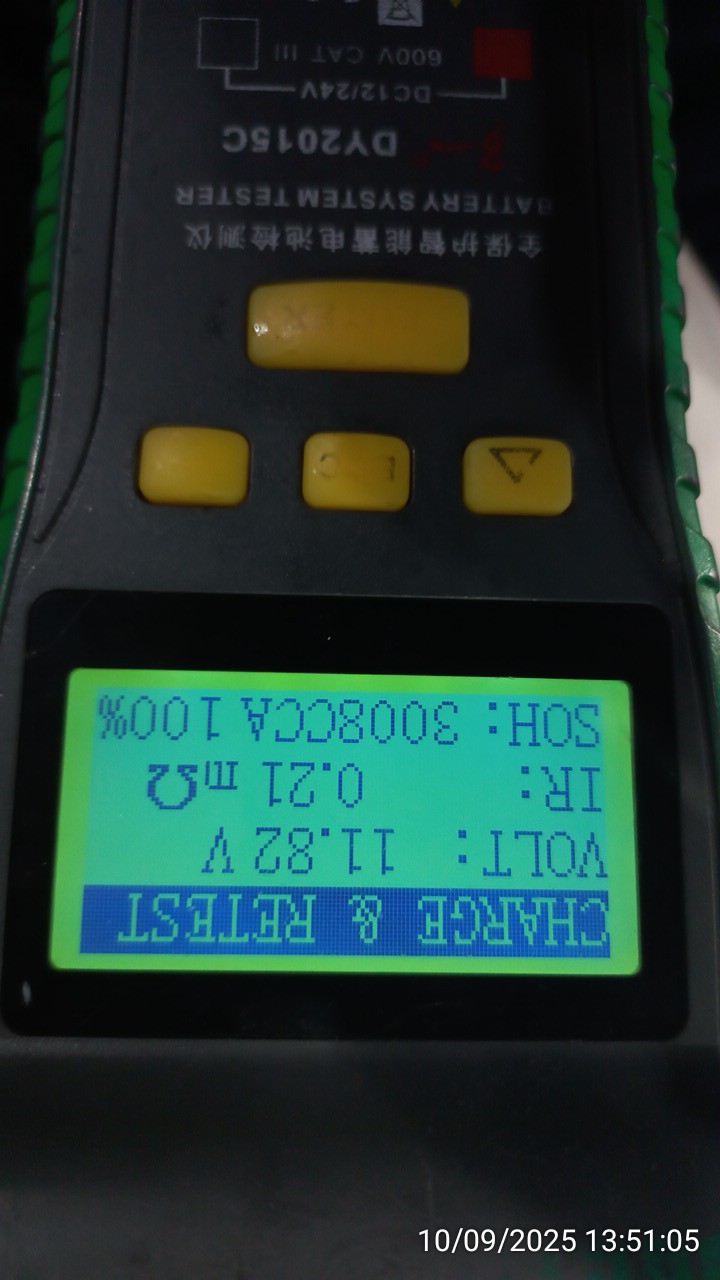 CHARGE & RETEST
VOLT: 11.82 V
IR: 0.21 mΩ
SOH: 3008CCA 100%
全保护智能蓄电池检测仪
BATTERY SYSTEM TESTER
DY2015C
DC12/24V
600V CAT III
10/09/2025 13:51:05